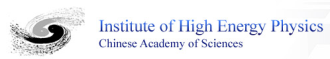 Institute of High Energy Physics
Chinese Academy of Sciences